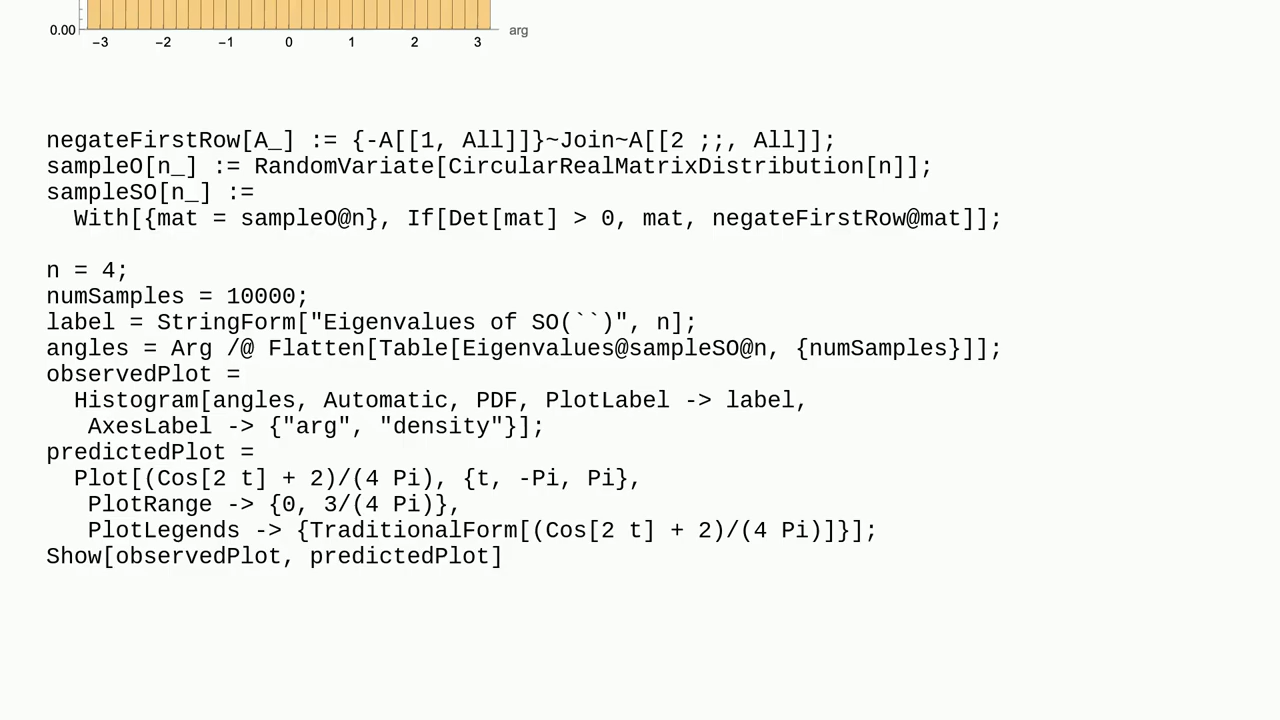 0.00
−3 −2 −1 0 1 2 3 arg
negateFirstRow[A_] := {-A[[1, All]]}~Join~A[[2 ;;, All]];
sampleO[n_] := RandomVariate[CircularRealMatrixDistribution[n]];
sampleSO[n_] :=
  With[{mat = sampleO@n}, If[Det[mat] > 0, mat, negateFirstRow@mat]];
n = 4;
numSamples = 10000;
label = StringForm["Eigenvalues of SO(``)", n];
angles = Arg /@ Flatten[Table[Eigenvalues@sampleSO@n, {numSamples}]];
observedPlot =
  Histogram[angles, Automatic, PDF, PlotLabel -> label,
   AxesLabel -> {"arg", "density"}];
predictedPlot =
  Plot[(Cos[2 t] + 2)/(4 Pi), {t, -Pi, Pi},
   PlotRange -> {0, 3/(4 Pi)},
   PlotLegends -> {TraditionalForm[(Cos[2 t] + 2)/(4 Pi)]}];
Show[observedPlot, predictedPlot]